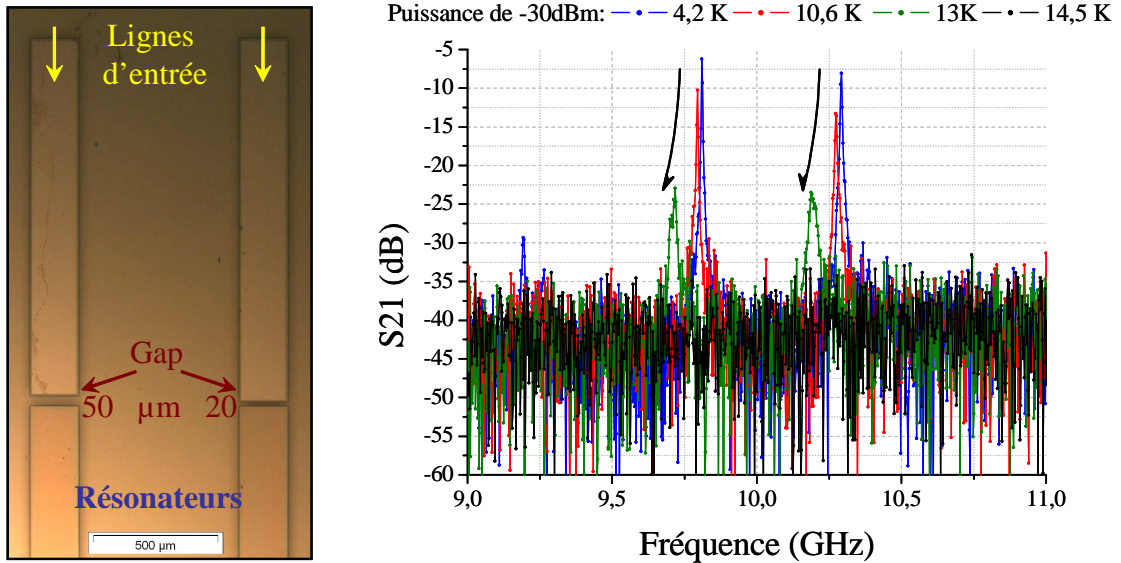 Lignes
d'entrée
Gap
50 µm 20
Résonateurs
500 µm
Puissance de -30dBm: 4,2 K 10,6 K 13K 14,5 K
-5
-10
-15
-20
-25
-30
-35
-40
-45
-50
-55
-60
S21 (dB)
9,0 9,5 10,0 10,5 11,0
Fréquence (GHz)